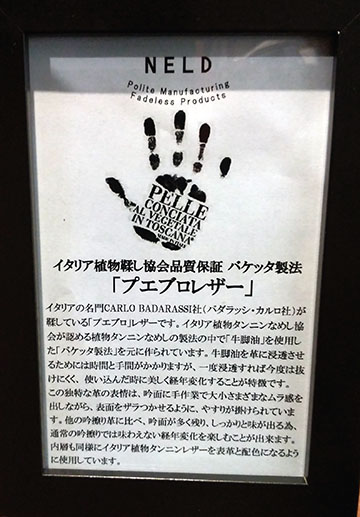 NELD
Polite Manufacturing
Fadeless Products
PELLE
CONCIATA
AL VEGETALE
IN TOSCANA
イタリア植物鞣し協会品質保証 バケッタ製法
「プエブロレザー」
イタリアの名門CARLO BADARASSI社（バダラッシ・カルロ社）が
鞣している「プエブロ」レザーです。イタリア植物タンニンなめし協
会が認める植物タンニンなめしの製法の中で「牛脚油」を使用し
た「バケッタ製法」を元に作られています。牛脚油を革に浸透させ
るためには時間と手間がかかりますが、一度浸透すれば今度は抜
けにくく、使い込んだ時に美しく経年変化することが特徴です。
この独特な革の表情は、吟面に手作業で大小さまざまなムラ感を
出しながら、表面をザラつかせるように、やすりが掛けられていま
す。他の吟擦り革に比べ、吟面が多く残り、しっかりと味が出る為、
通常の吟擦りでは味わえない経年変化を楽しむことが出来ます。
内層も同様にイタリア植物タンニンレザーを表革と配色になるよう
に使用しています。